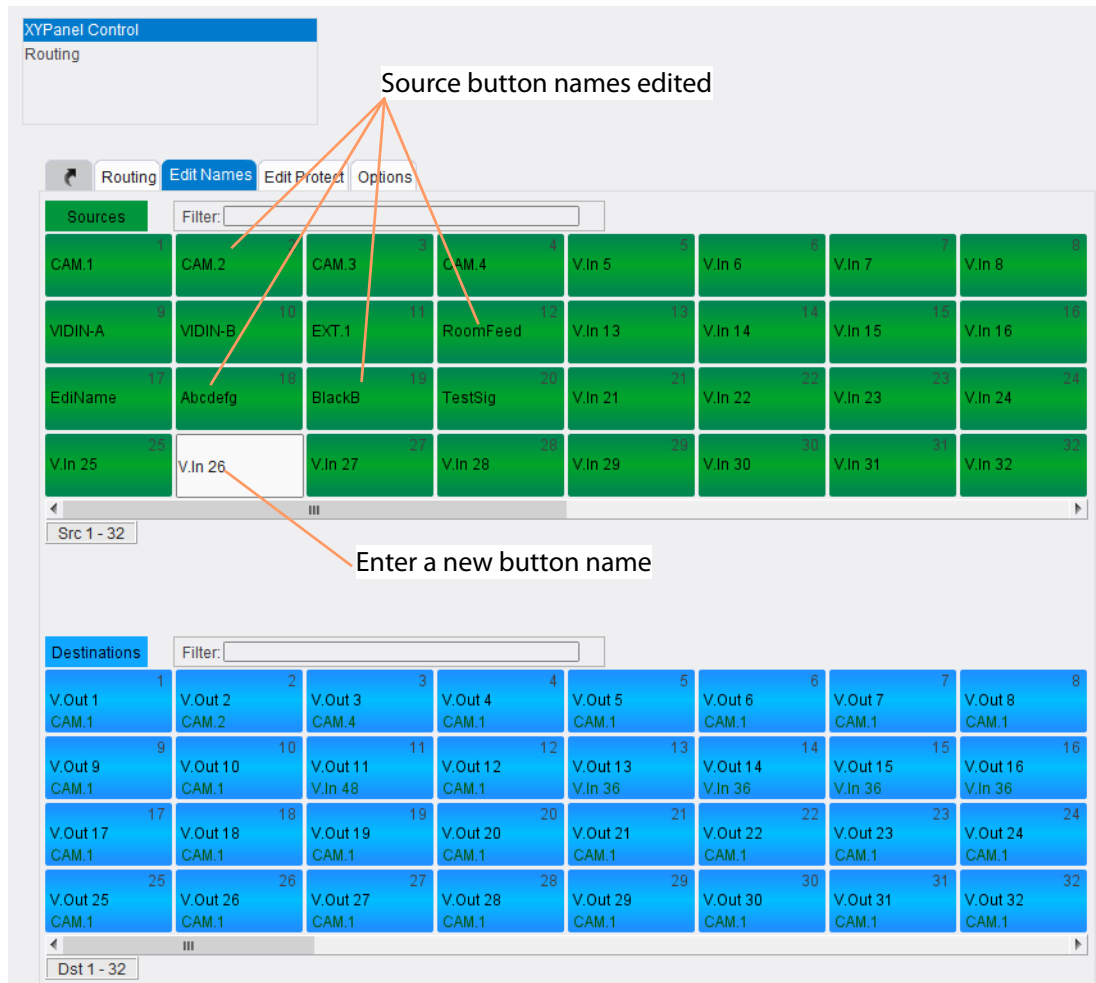 XYPanel Control
Routing
Source button names edited
Routing Edit Names Edit Protect Options
Sources Filter:
1 2 3 4 5 6 7 8
CAM.1 CAM.2 CAM.3 CAM.4 V.In 5 V.In 6 V.In 7 V.In 8
9 10 11 12 13 14 15 16
VIDIN-A VIDIN-B EXT.1 RoomFeed V.In 13 V.In 14 V.In 15 V.In 16
17 18 19 20 21 22 23 24
EdiName Abcdefg BlackB TestSig V.In 21 V.In 22 V.In 23 V.In 24
25 27 28 29 30 31 32
V.In 25 V.In 26 V.In 27 V.In 28 V.In 29 V.In 30 V.In 31 V.In 32
Src 1 - 32
Enter a new button name
Destinations Filter:
1 2 3 4 5 6 7 8
V.Out 1 V.Out 2 V.Out 3 V.Out 4 V.Out 5 V.Out 6 V.Out 7 V.Out 8
CAM.1 CAM.2 CAM.4 CAM.1 CAM.1 CAM.1 CAM.1 CAM.1
9 10 11 12 13 14 15 16
V.Out 9 V.Out 10 V.Out 11 V.Out 12 V.Out 13 V.Out 14 V.Out 15 V.Out 16
CAM.1 CAM.1 V.In 48 CAM.1 V.In 36 V.In 36 V.In 36 V.In 36
17 18 19 20 21 22 23 24
V.Out 17 V.Out 18 V.Out 19 V.Out 20 V.Out 21 V.Out 22 V.Out 23 V.Out 24
CAM.1 CAM.1 CAM.1 CAM.1 CAM.1 CAM.1 CAM.1 CAM.1
25 26 27 28 29 30 31 32
V.Out 25 V.Out 26 V.Out 27 V.Out 28 V.Out 29 V.Out 30 V.Out 31 V.Out 32
CAM.1 CAM.1 CAM.1 CAM.1 CAM.1 CAM.1 CAM.1 CAM.1
Dst 1 - 32